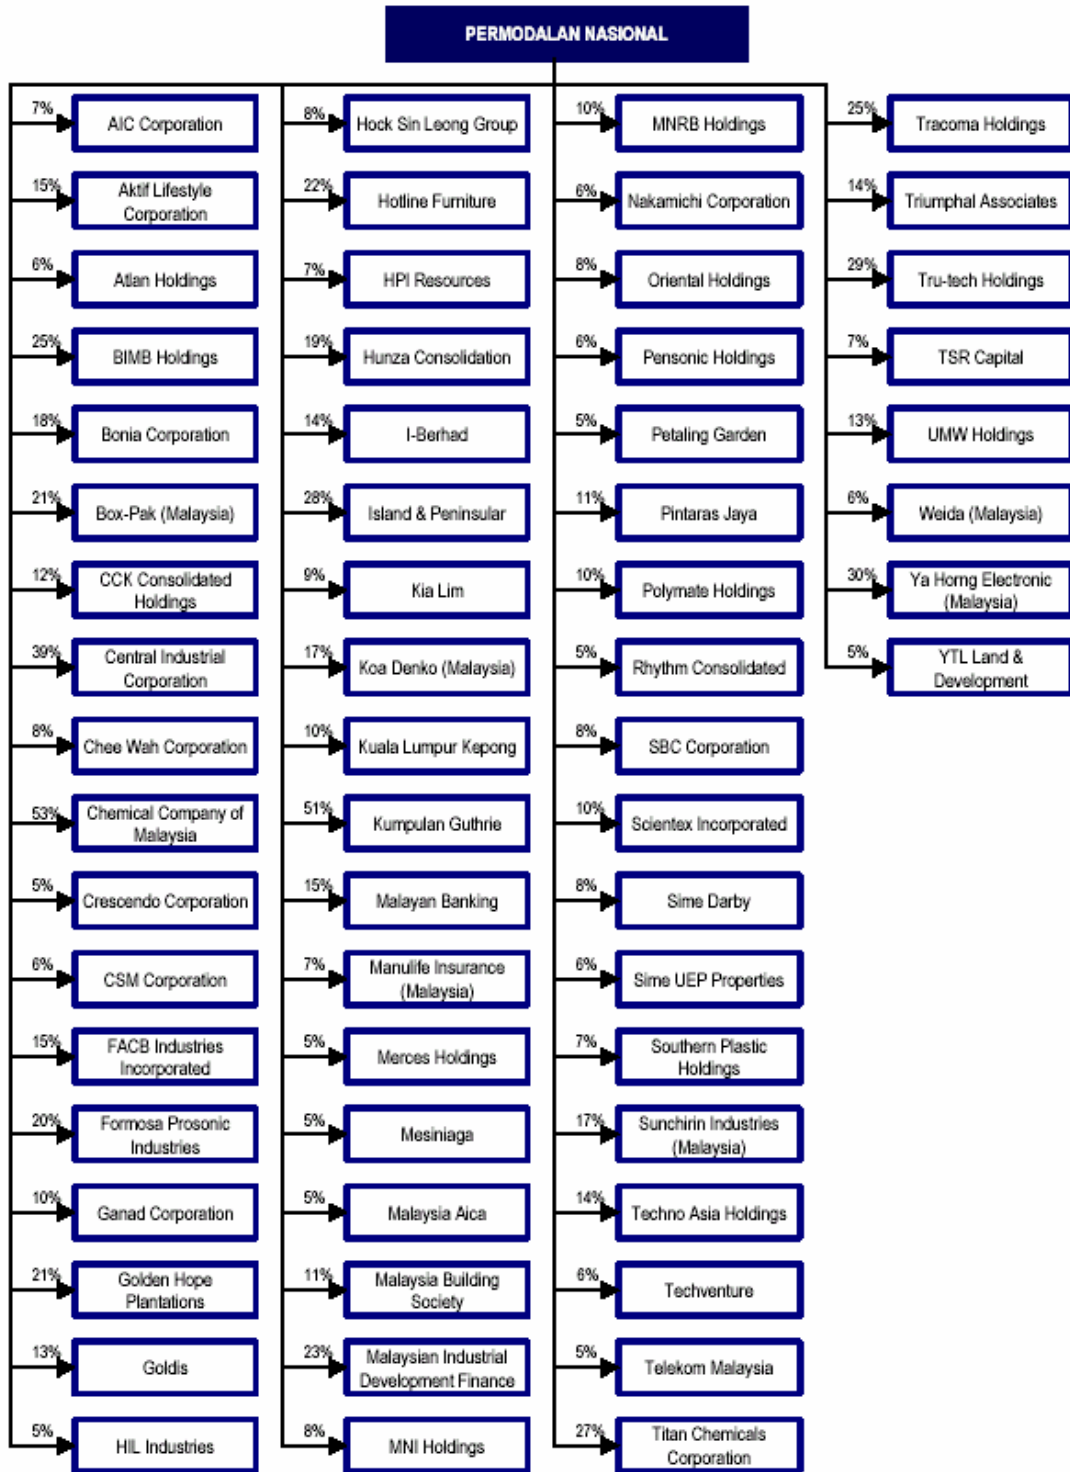 PERMODALAN NASIONAL
7%
AIC Corporation
15%
Aktif Lifestyle
Corporation
6%
Atlan Holdings
25%
BIMB Holdings
18%
Bonia Corporation
21%
Box-Pak (Malaysia)
12%
CCK Consolidated
Holdings
39%
Central Industrial
Corporation
8%
Chee Wah Corporation
53%
Chemical Company of
Malaysia
5%
Crescendo Corporation
6%
CSM Corporation
15%
FACB Industries
Incorporated
20%
Formosa Prosonic
Industries
10%
Ganad Corporation
21%
Golden Hope
Plantations
13%
Goldis
5%
HIL Industries
8%
Hock Sin Leong Group
22%
Hotline Furniture
7%
HPI Resources
19%
Hunza Consolidation
14%
I-Berhad
28%
Island & Peninsular
9%
Kia Lim
17%
Koa Denko (Malaysia)
10%
Kuala Lumpur Kepong
51%
Kumpulan Guthrie
15%
Malayan Banking
7%
Manulife Insurance
(Malaysia)
5%
Merces Holdings
5%
Mesiniaga
5%
Malaysia Aica
11%
Malaysia Building
Society
23%
Malaysian Industrial
Development Finance
8%
MNI Holdings
10%
MNRB Holdings
6%
Nakamichi Corporation
8%
Oriental Holdings
6%
Pensonic Holdings
5%
Petaling Garden
11%
Pintaras Jaya
10%
Polymate Holdings
5%
Rhythm Consolidated
8%
SBC Corporation
10%
Scientex Incorporated
8%
Sime Darby
6%
Sime UEP Properties
7%
Southern Plastic
Holdings
17%
Sunchirin Industries
(Malaysia)
14%
Techno Asia Holdings
6%
Techventure
5%
Telekom Malaysia
27%
Titan Chemicals
Corporation
25%
Tracoma Holdings
14%
Triumphal Associates
29%
Tru-tech Holdings
7%
TSR Capital
13%
UMW Holdings
6%
Weida (Malaysia)
30%
Ya Horng Electronic
(Malaysia)
5%
YTL Land &
Development